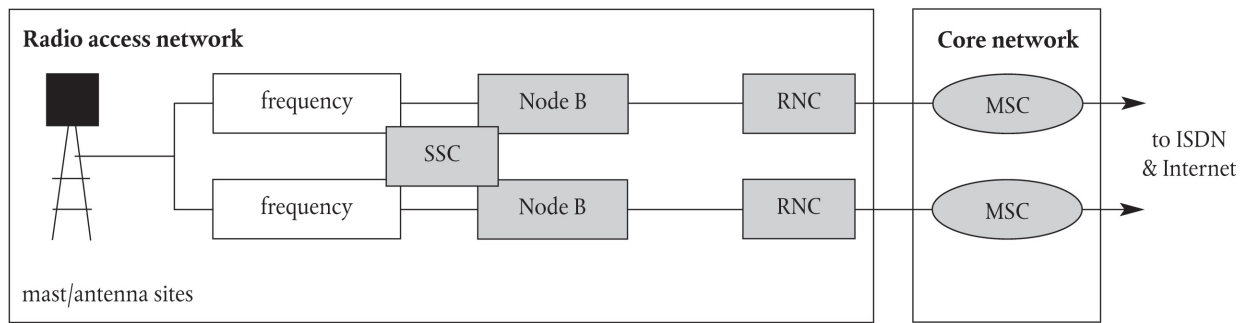 Radio access network
Core network
frequency
Node B
RNC
MSC
SSC
to ISDN
& Internet
frequency
Node B
RNC
MSC
mast/antenna sites